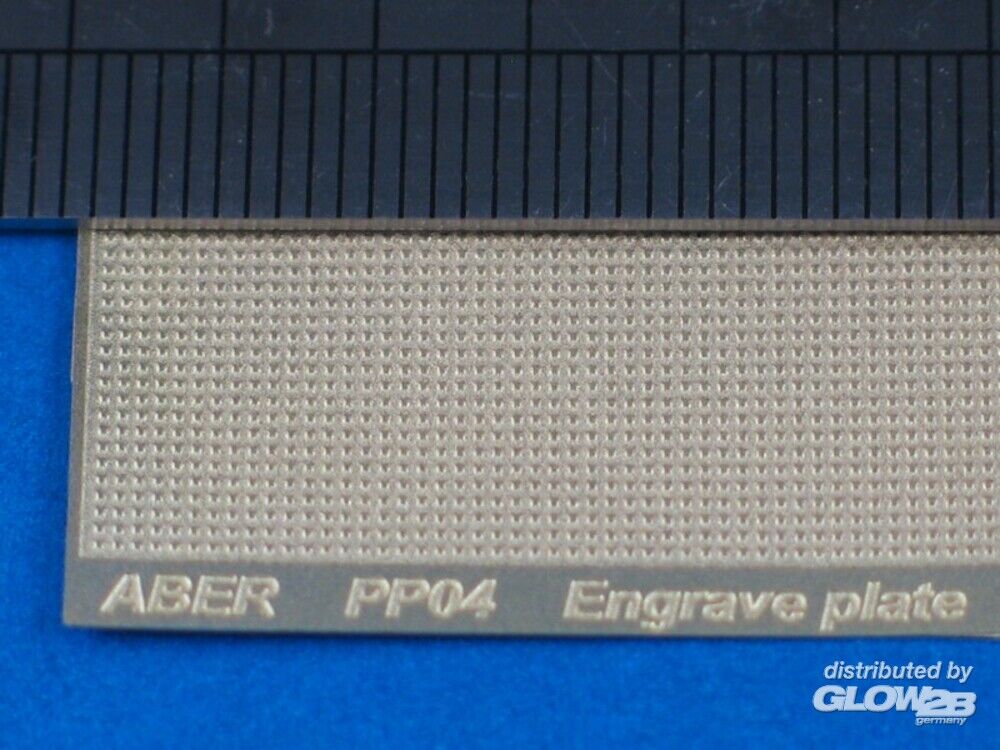 ABER PP04 Engrave plate
distributed by
GLOW2B
germany